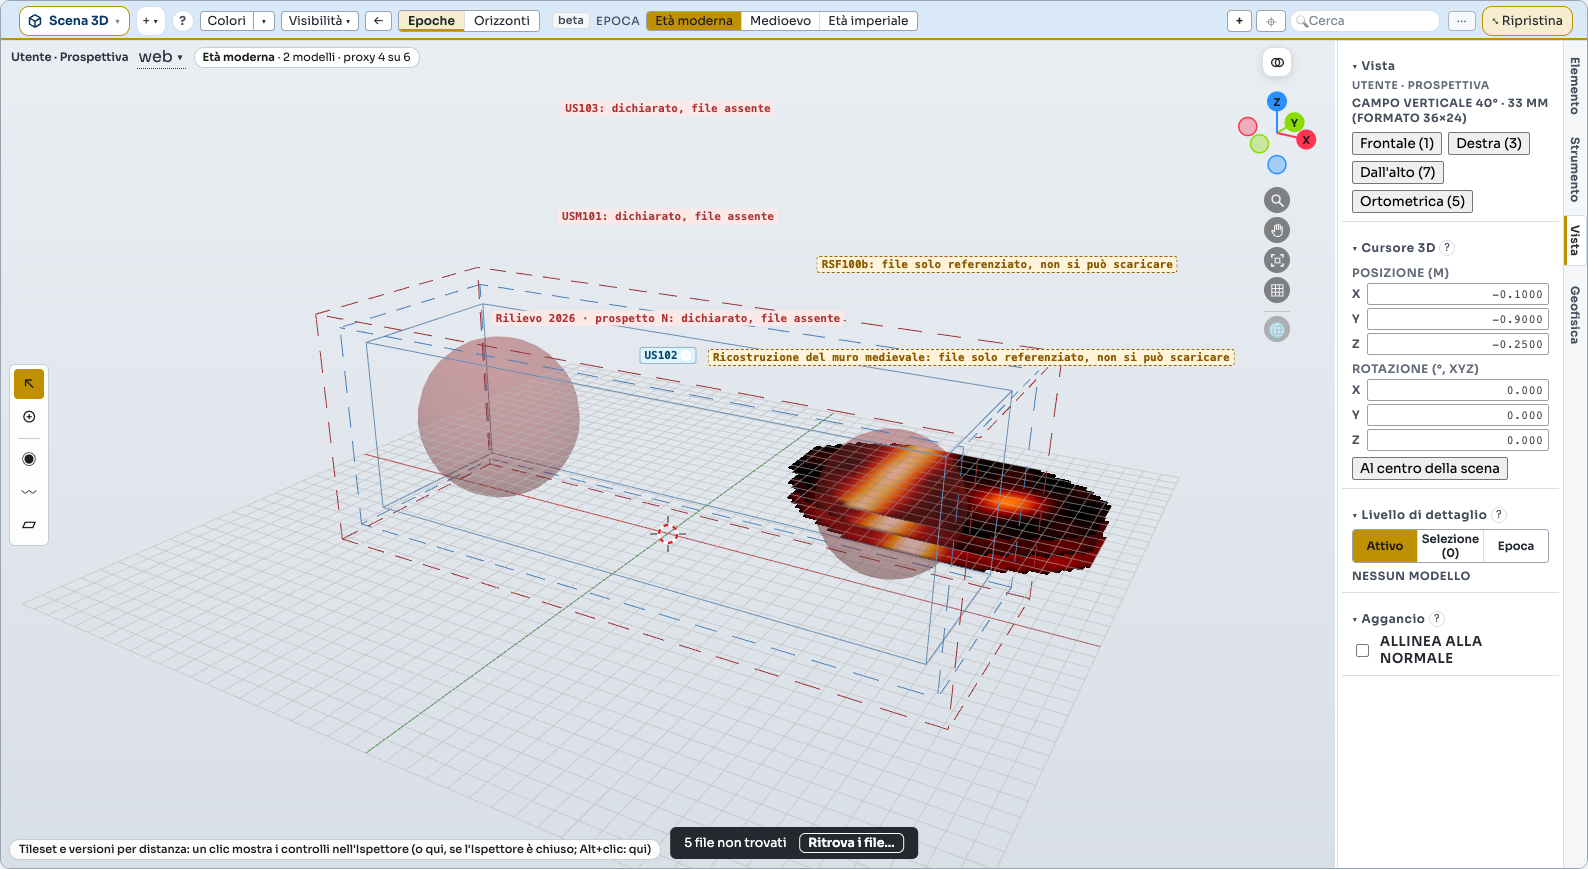 Scena 3D
+
?
Colori
Visibilità
←
Epoche
Orizzonti
beta
EPOCA
Età moderna
Medioevo
Età imperiale
+
Cerca
...
Ripristina
Utente · Prospettiva
web
Età moderna · 2 modelli · proxy 4 su 6
US103: dichiarato, file assente
USM101: dichiarato, file assente
RSF100b: file solo referenziato, non si può scaricare
Rilievo 2026 · prospetto N: dichiarato, file assente
US102
Ricostruzione del muro medievale: file solo referenziato, non si può scaricare
Z
Y
X
Vista
UTENTE · PROSPETTIVA
CAMPO VERTICALE 40° · 33 MM
(FORMATO 36×24)
Frontale (1)
Destra (3)
Dall'alto (7)
Ortometrica (5)
Cursore 3D ?
POSIZIONE (M)
X −0.1000
Y −0.9000
Z −0.2500
ROTAZIONE (°, XYZ)
X 0.000
Y 0.000
Z 0.000
Al centro della scena
Livello di dettaglio ?
Attivo
Selezione
(0)
Epoca
NESSUN MODELLO
Aggancio ?
ALLINEA ALLA
NORMALE
Elemento
Strumento
Vista
Geofisica
Tileset e versioni per distanza: un clic mostra i controlli nell'Ispettore (o qui, se l'Ispettore è chiuso; Alt+clic: qui)
5 file non trovati
Ritrova i file...